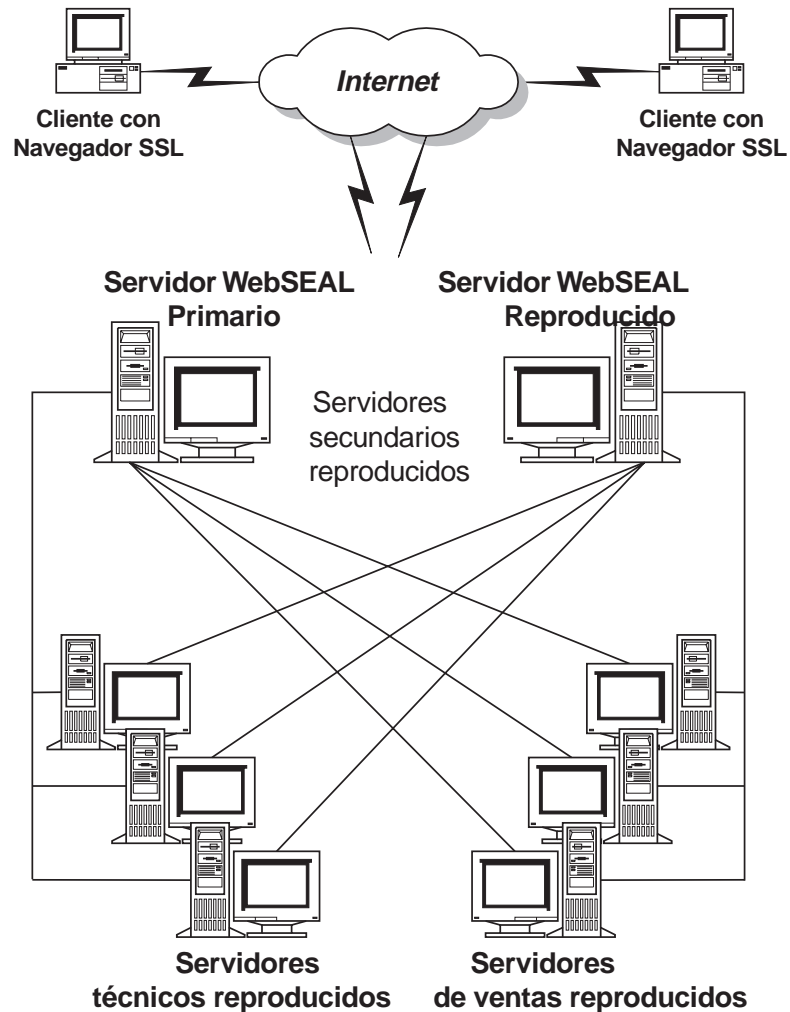 Internet
Cliente con
Navegador SSL
Cliente con
Navegador SSL
Servidor WebSEAL
Primario
Servidor WebSEAL
Reproducido
Servidores
secundarios
reproducidos
Servidores
técnicos reproducidos
Servidores
de ventas reproducidos